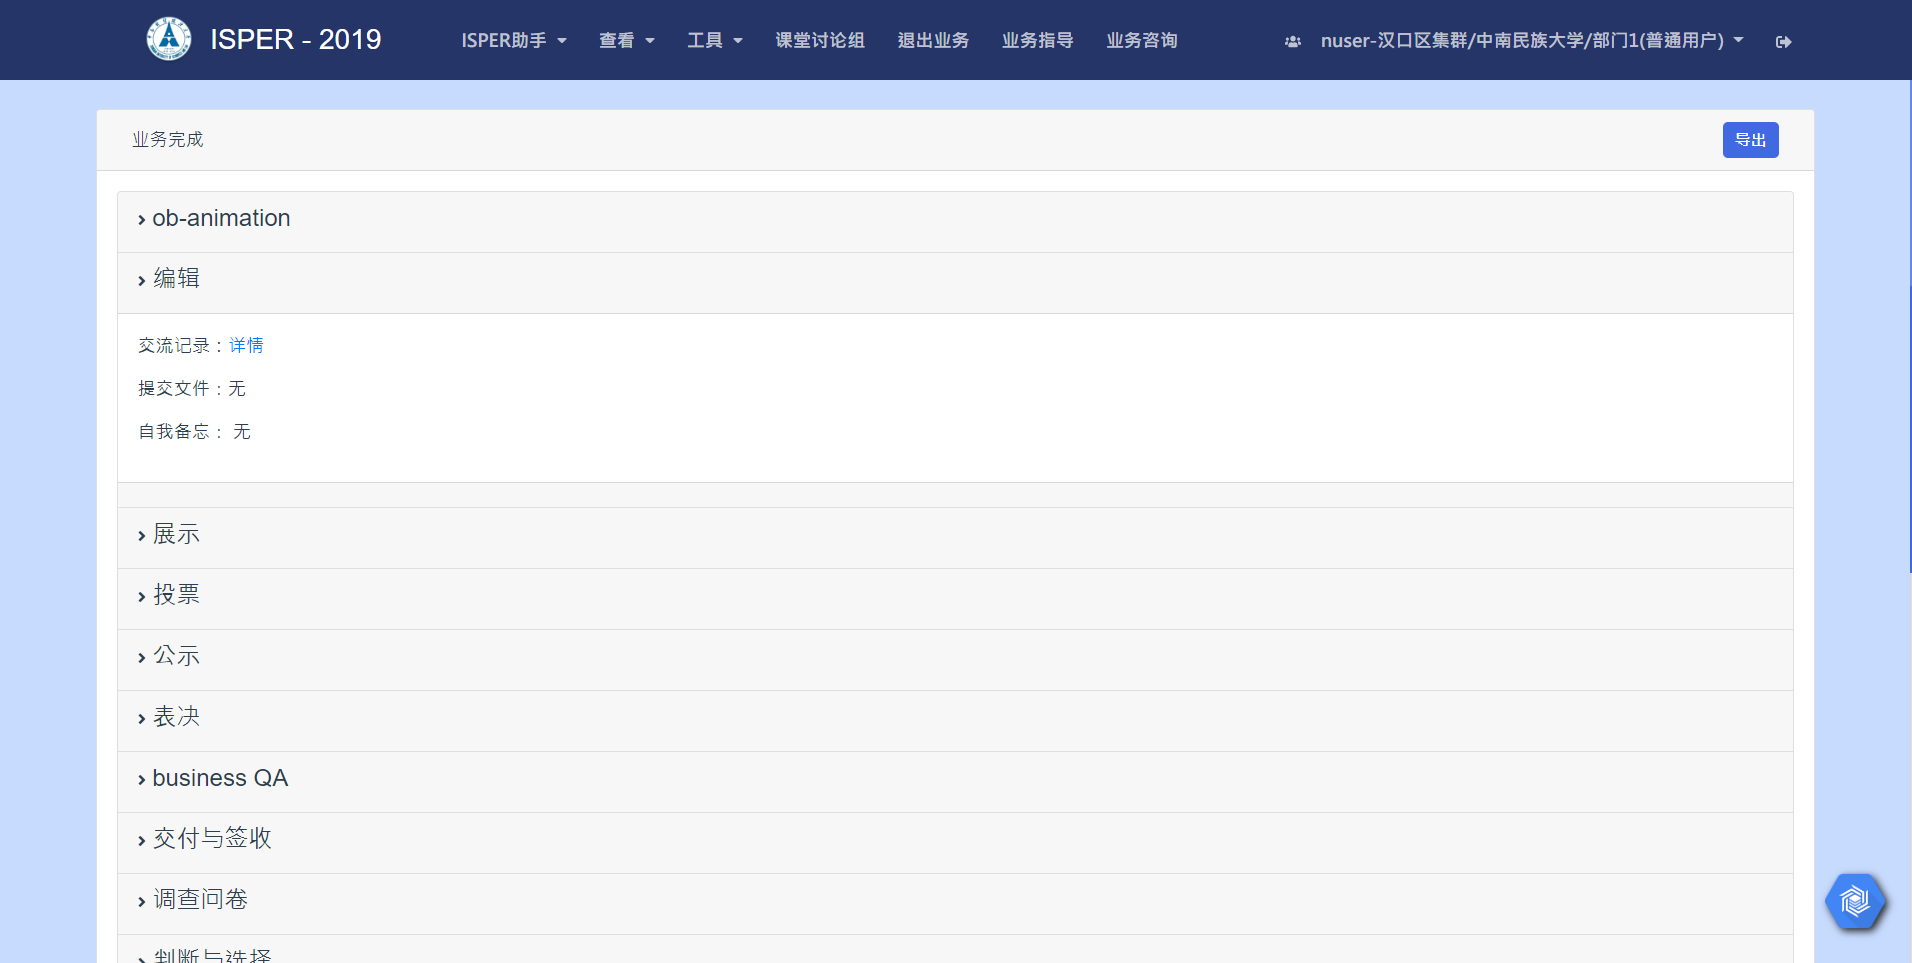 ISPER - 2019 ISPER助手 查看 工具 课堂讨论组 退出业务 业务指导 业务咨询 nuser-汉口区集群/中南民族大学/部门1(普通用户)
业务完成 导出
ob-animation
编辑
交流记录：详情
提交文件：无
自我备忘： 无
展示
投票
公示
表决
business QA
交付与签收
调查问卷
判断与选择